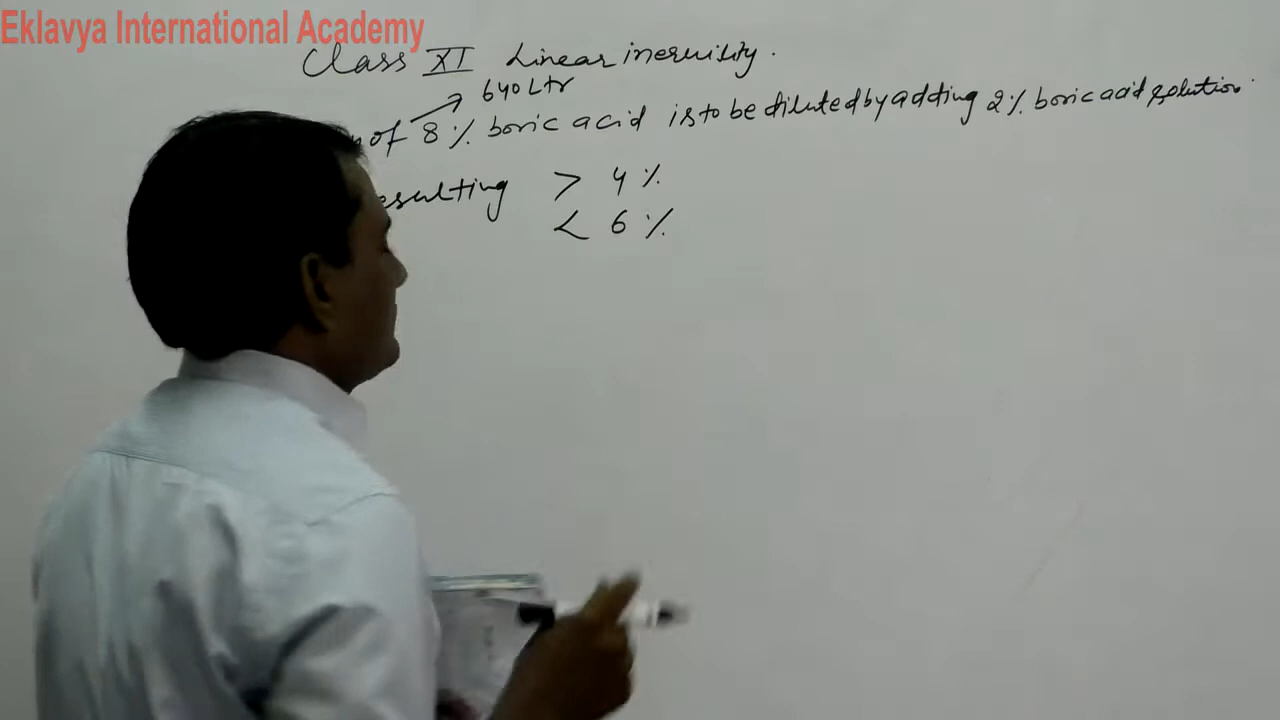 Eklavya International Academy
Class XI Linear inequility.
640 Ltr
of 8% boric acid is to be diluted by adding 2% boric acid solution.
esulting > 4%
< 6%